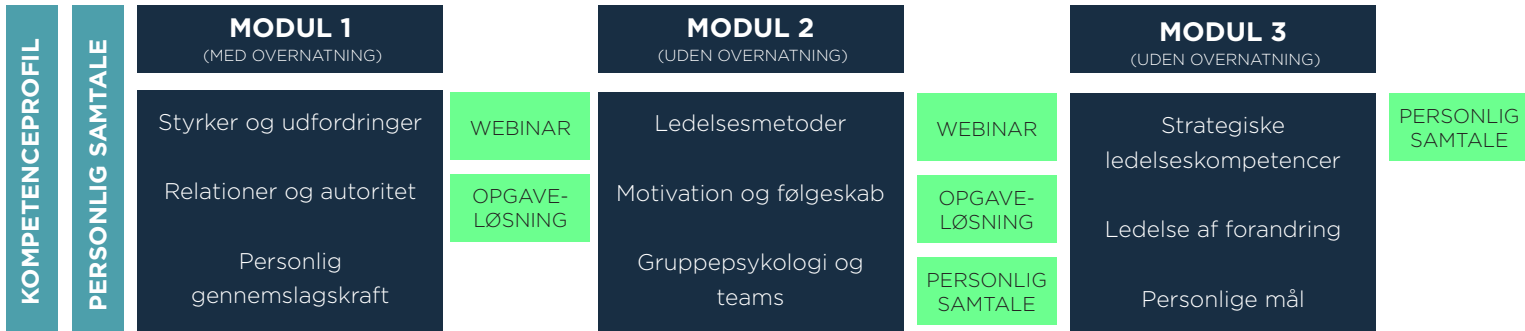 KOMPETENCEPROFIL
PERSONLIG SAMTALE
MODUL 1
(MED OVERNATNING)
Styrker og udfordringer
Relationer og autoritet
Personlig
gennemslagskraft
WEBINAR
OPGAVE-
LØSNING
MODUL 2
(UDEN OVERNATNING)
Ledelsesmetoder
Motivation og følgeskab
Gruppepsykologi og
teams
WEBINAR
OPGAVE-
LØSNING
PERSONLIG
SAMTALE
MODUL 3
(UDEN OVERNATNING)
Strategiske
ledelseskompetencer
Ledelse af forandring
Personlige mål
PERSONLIG
SAMTALE